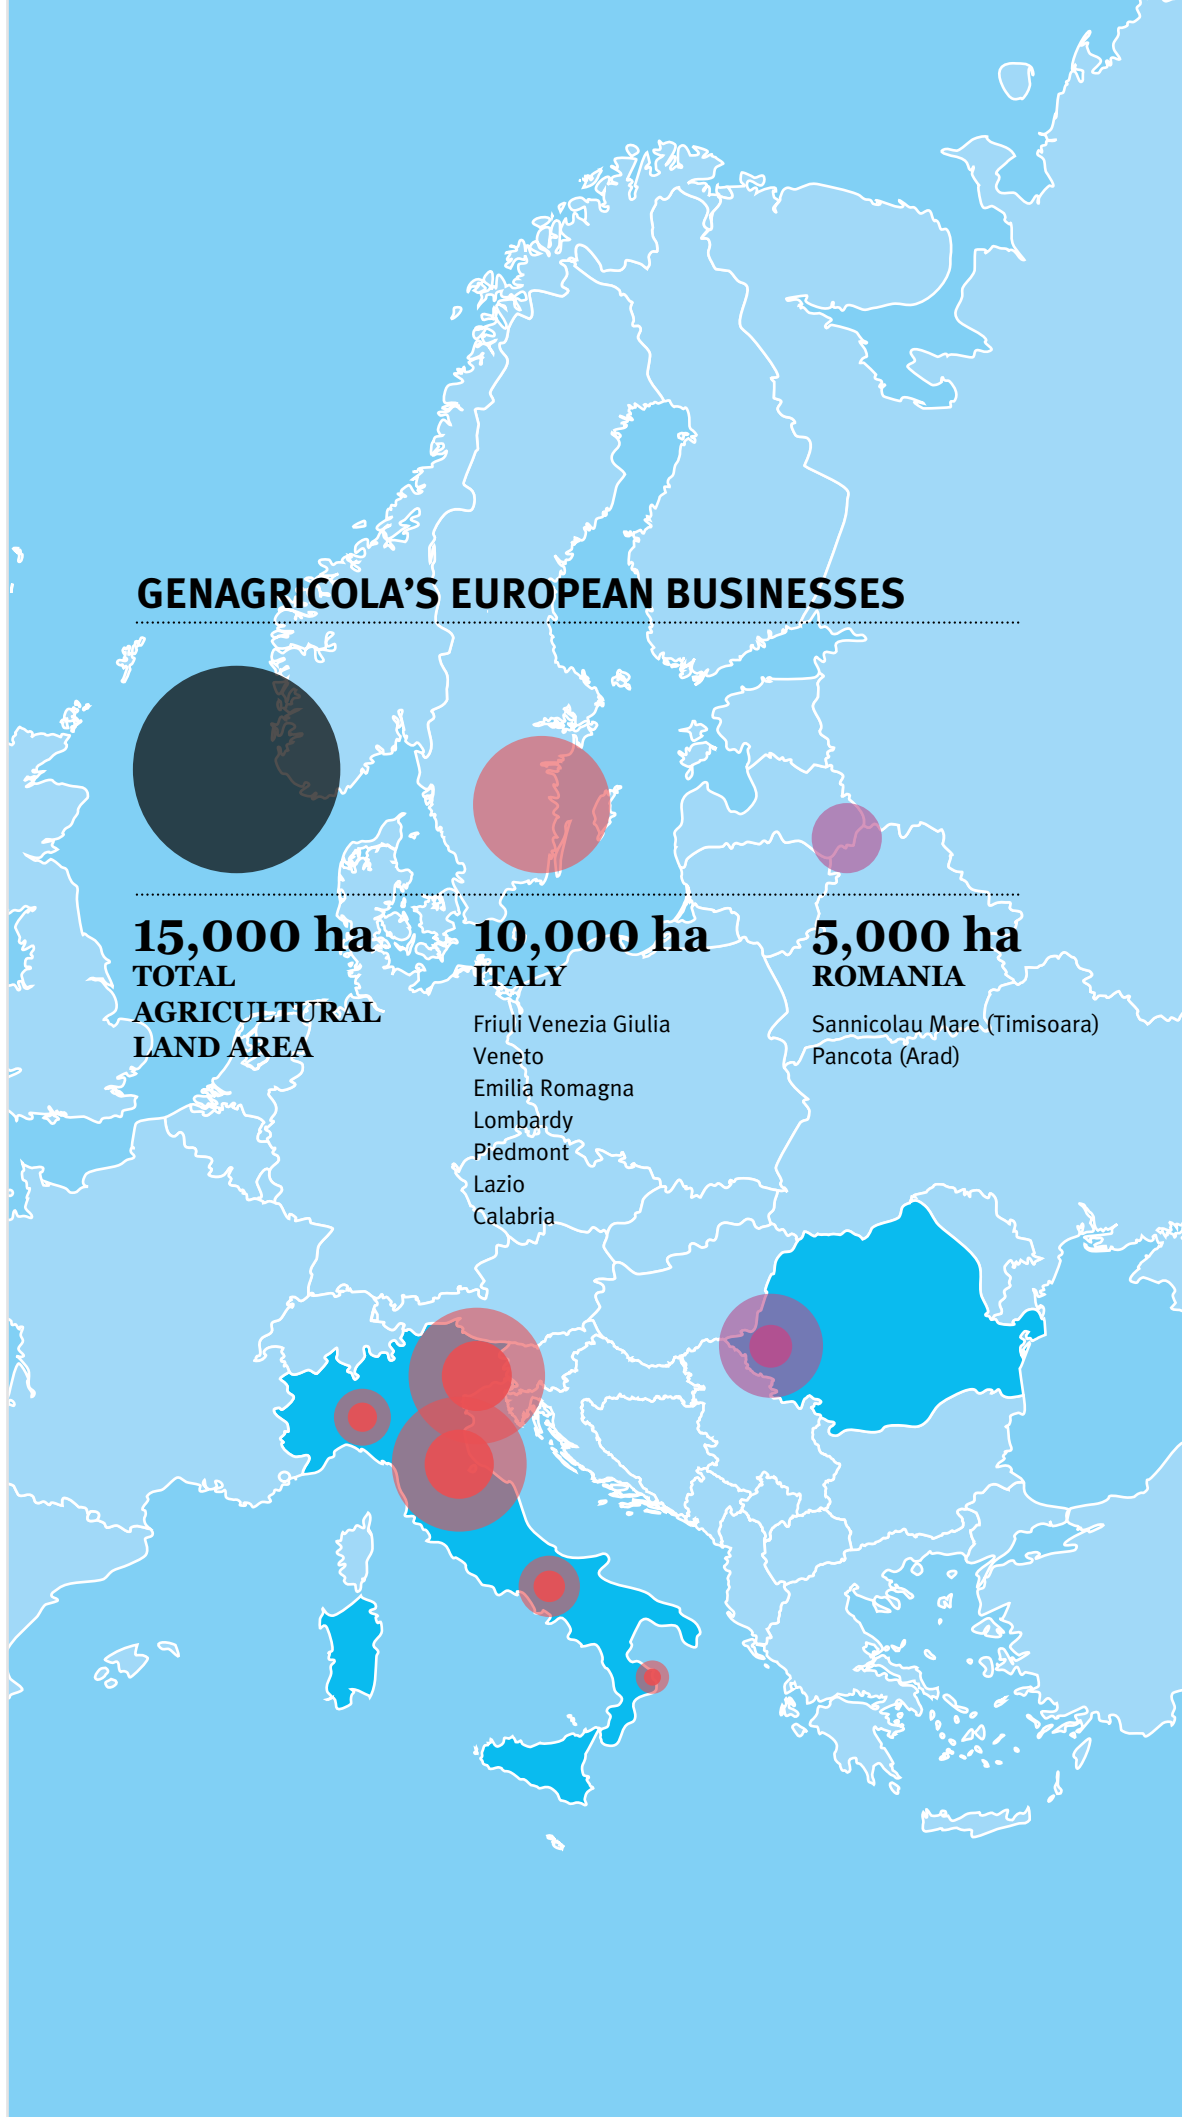 GENAGRICOLA’S EUROPEAN BUSINESSES
15,000 ha
TOTAL
AGRICULTURAL
LAND AREA
10,000 ha
ITALY
Friuli Venezia Giulia
Veneto
Emilia Romagna
Lombardy
Piedmont
Lazio
Calabria
5,000 ha
ROMANIA
Sannicolau Mare (Timisoara)
Pancota (Arad)